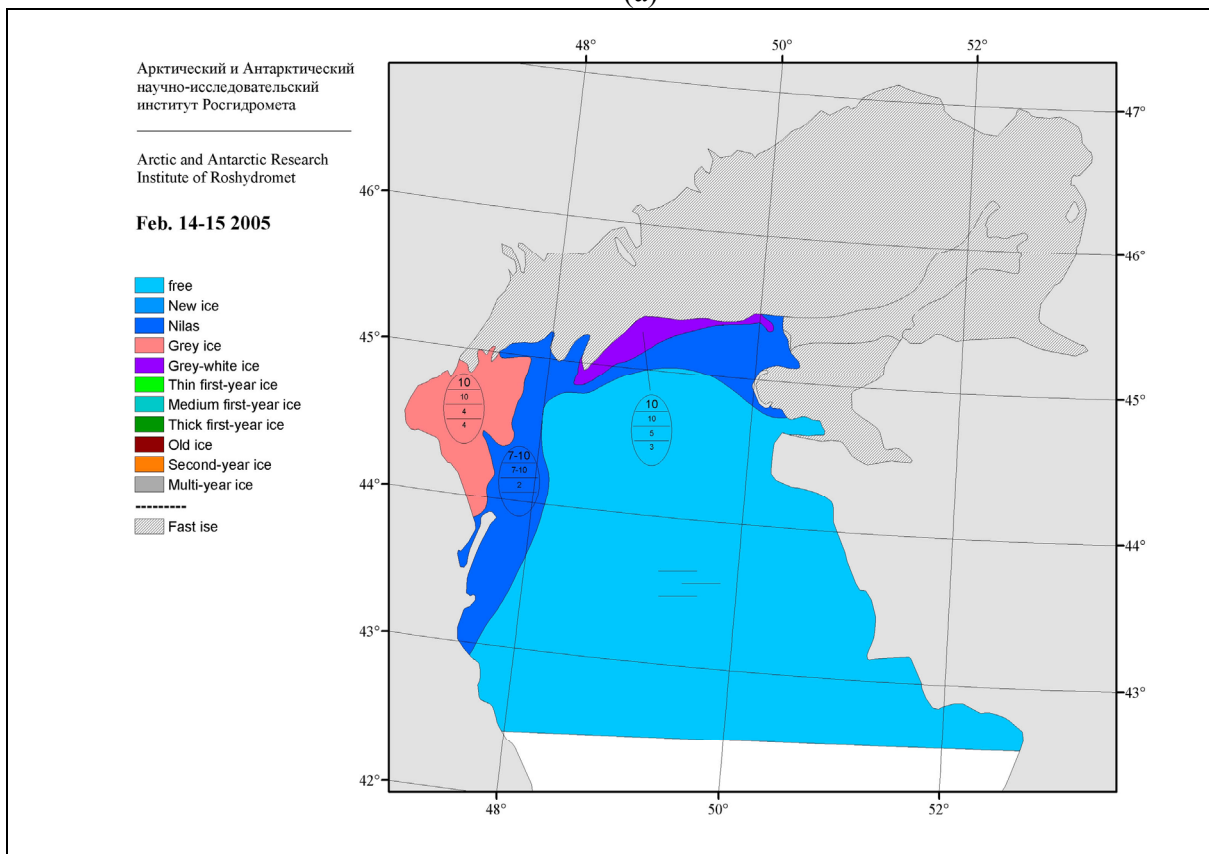 (a)
Арктический и Антарктический
научно-исследовательский
институт Росгидромета
Arctic and Antarctic Research
Institute of Roshydromet
Feb. 14-15 2005
free
New ice
Nilas
Grey ice
Grey-white ice
Thin first-year ice
Medium first-year ice
Thick first-year ice
Old ice
Second-year ice
Multi-year ice
Fast ise
48° 50° 52°
46°
45°
44°
43°
42°
47°
46°
45°
44°
43°
48° 50° 52°
10
10
4
4
7-10
7-10
2
10
10
5
3